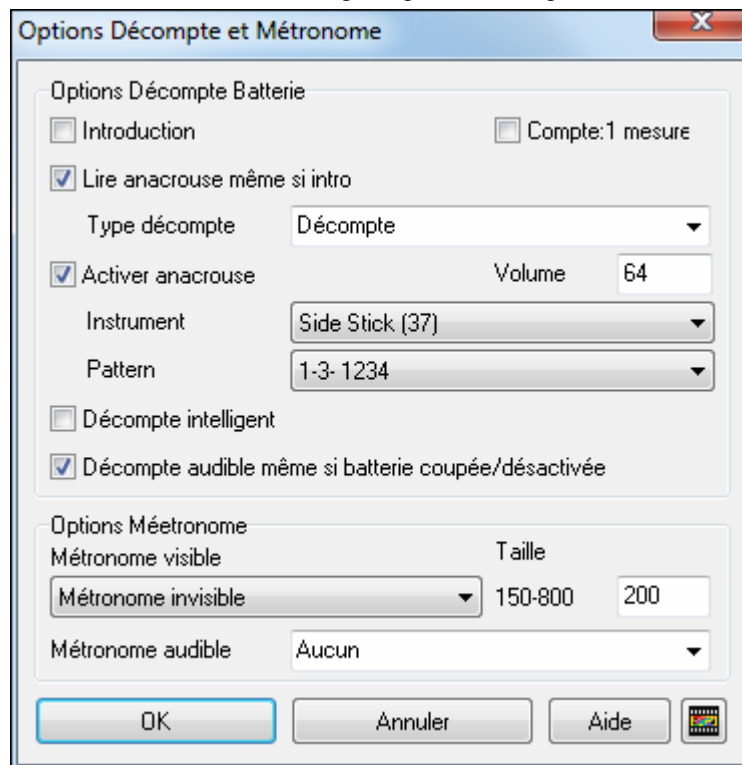 Options Décompte et Métronome
Options Décompte Batterie
Introduction
Compte:1 mesure
Lire anacrouse même si intro
Type décompte
Décompte
Activer anacrouse
Volume
64
Instrument
Side Stick (37)
Pattern
1-3- 1234
Décompte intelligent
Décompte audible même si batterie coupée/désactivée
Options Méetronome
Métronome visible
Taille
Métronome invisible
150-800
200
Métronome audible
Aucun
OK
Annuler
Aide